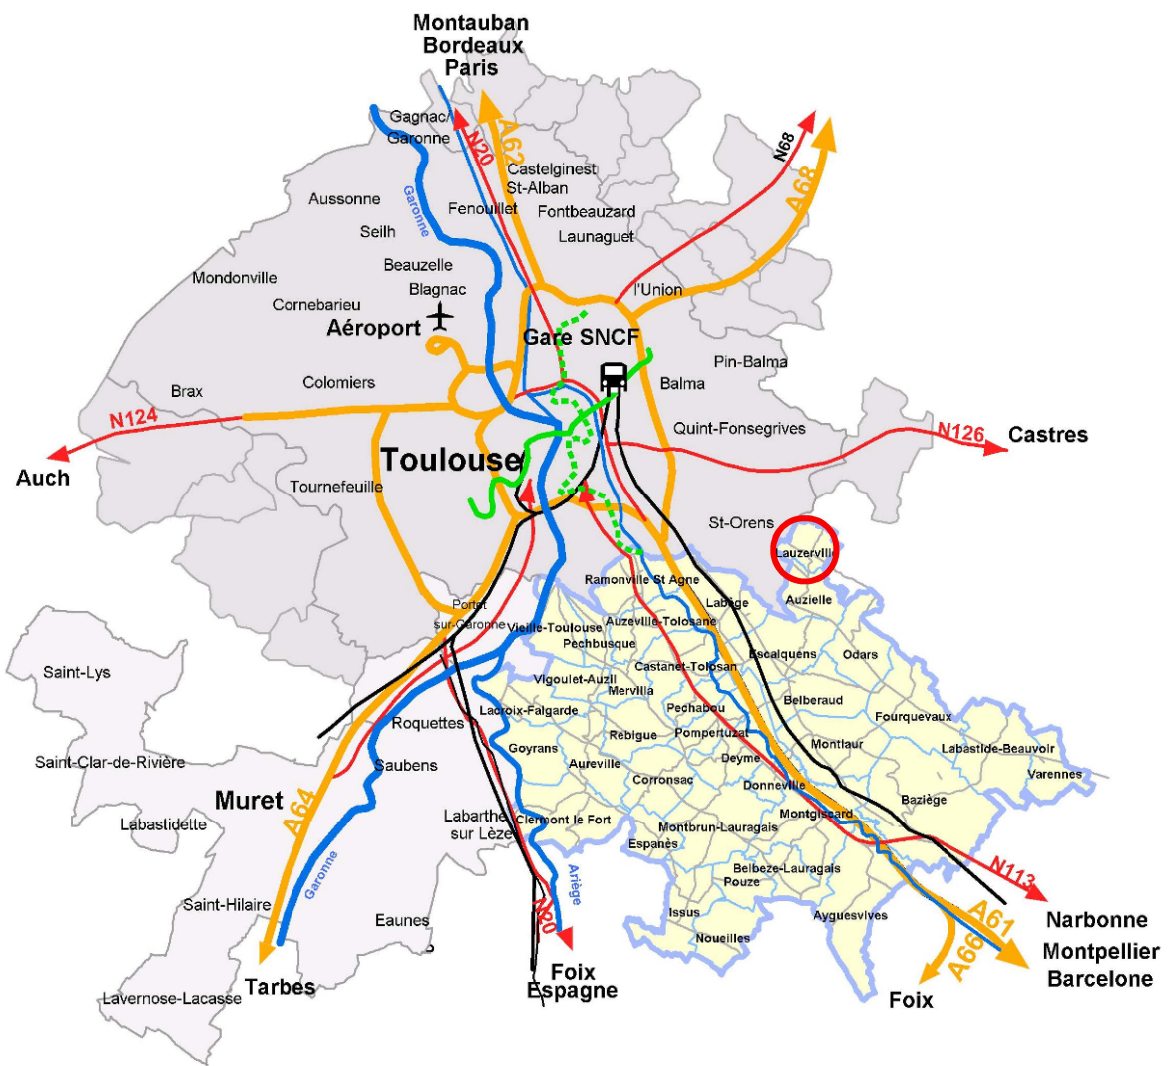 Montauban
Bordeaux
Paris
Gagnac/
Garonne
N20
A62
N68
A68
Castelginest
St-Alban
Aussonne
Garonne
Fenouillet
Fontbeauzard
Seilh
Launaguet
Beauzelle
Mondonville
Blagnac
l'Union
Cornebarieu
Aéroport
Gare SNCF
Pin-Balma
Brax
Colomiers
Balma
N124
Quint-Fonsegrives
N126
Castres
Auch
Toulouse
Tournefeuille
St-Orens
Lauzerville
Ramonville St Agne
Auzielle
Portet
sur-Garonne
Labège
Vieille-Toulouse
Auzeville-Tolosane
Pechbusque
Escalquens
Odars
Saint-Lys
Castanet-Tolosan
Vigoulet-Auzil
Mervilla
Belberaud
Lacroix-Falgarde
Pechabou
Fourquevaux
Roquettes
Rebigue
Pompertuzat
Goyrans
Montlaur
Labastide-Beauvoir
Saint-Clar-de-Rivière
Saubens
Aureville
Deyme
Varennes
Corronsac
Donneville
Muret
A64
Baziège
Labastidette
Labarthe
sur Lèze
Clermont le Fort
Montgiscard
Montbrun-Lauragais
Espanès
Garonne
Ariège
Belbeze-Lauragais
Pouze
N113
Saint-Hilaire
Eaunes
N20
Issus
Ayguesvives
A61
Narbonne
Noueilles
A66
Montpellier
Barcelone
Tarbes
Lavernose-Lacasse
Foix
Espagne
Foix